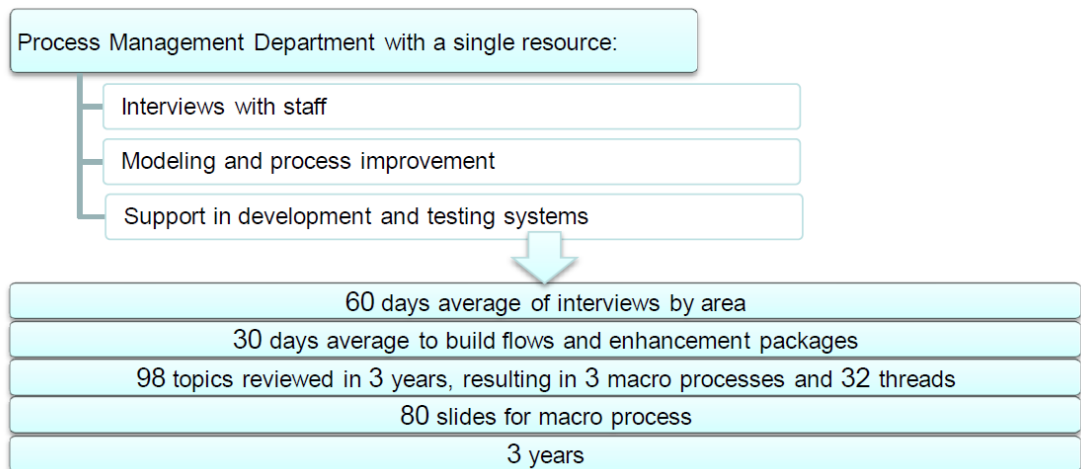 Process Management Department with a single resource:
Interviews with staff
Modeling and process improvement
Support in development and testing systems
60 days average of interviews by area
30 days average to build flows and enhancement packages
98 topics reviewed in 3 years, resulting in 3 macro processes and 32 threads
80 slides for macro process
3 years